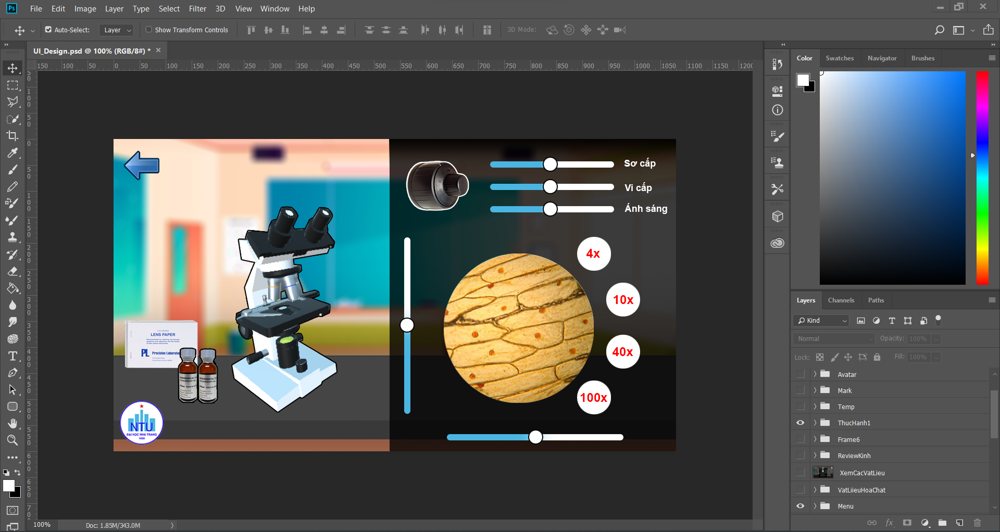 Ps File Edit Image Layer Type Select Filter 3D View Window Help
Auto-Select: Layer Show Transform Controls 3D Mode:
UI_Design.psd @ 100% (RGB/8#) * ×
150 100 50 0 50 100 150 200 250 300 350 400 450 500 550 600 650 700 750 800 850 900 950 1000 1050 1100 1150 1200
Color Swatches Navigator Brushes
Sơ cấp
Vi cấp
Ánh sáng
4x
10x
40x
100x
LENS PAPER
PL Precision Laborator
NTU
ĐẠI HỌC NHA TRANG
1959
Layers Channels Paths
Kind
Normal Opacity: 100%
Lock: Fill: 100%
Avatar
Mark
Temp
ThucHanh1
Frame6
ReviewKinh
XemCacVatLieu
VatLiieuHoaChat
Menu
fx
100% Doc: 1.85M/343.0M